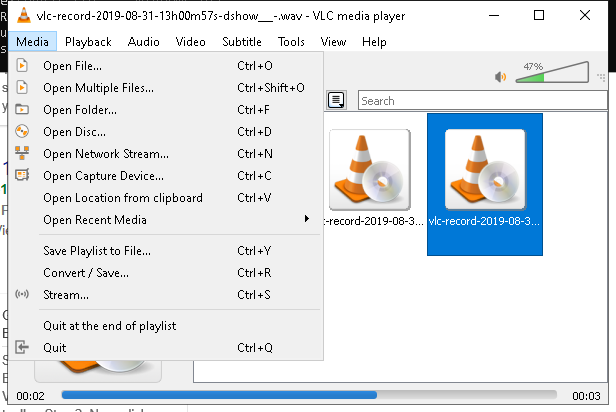 vlc-record-2019-08-31-13h00m57s-dshow___-.wav - VLC media player
Media Playback Audio Video Subtitle Tools View Help
Open File... Ctrl+O
Open Multiple Files... Ctrl+Shift+O
Open Folder... Ctrl+F
Open Disc... Ctrl+D
Open Network Stream... Ctrl+N
Open Capture Device... Ctrl+C
Open Location from clipboard Ctrl+V
Open Recent Media
Save Playlist to File... Ctrl+Y
Convert / Save... Ctrl+R
Stream... Ctrl+S
Quit at the end of playlist
Quit Ctrl+Q
47%
Search
:-record-2019-08-3...
vlc-record-2019-08-3...
00:02 00:03